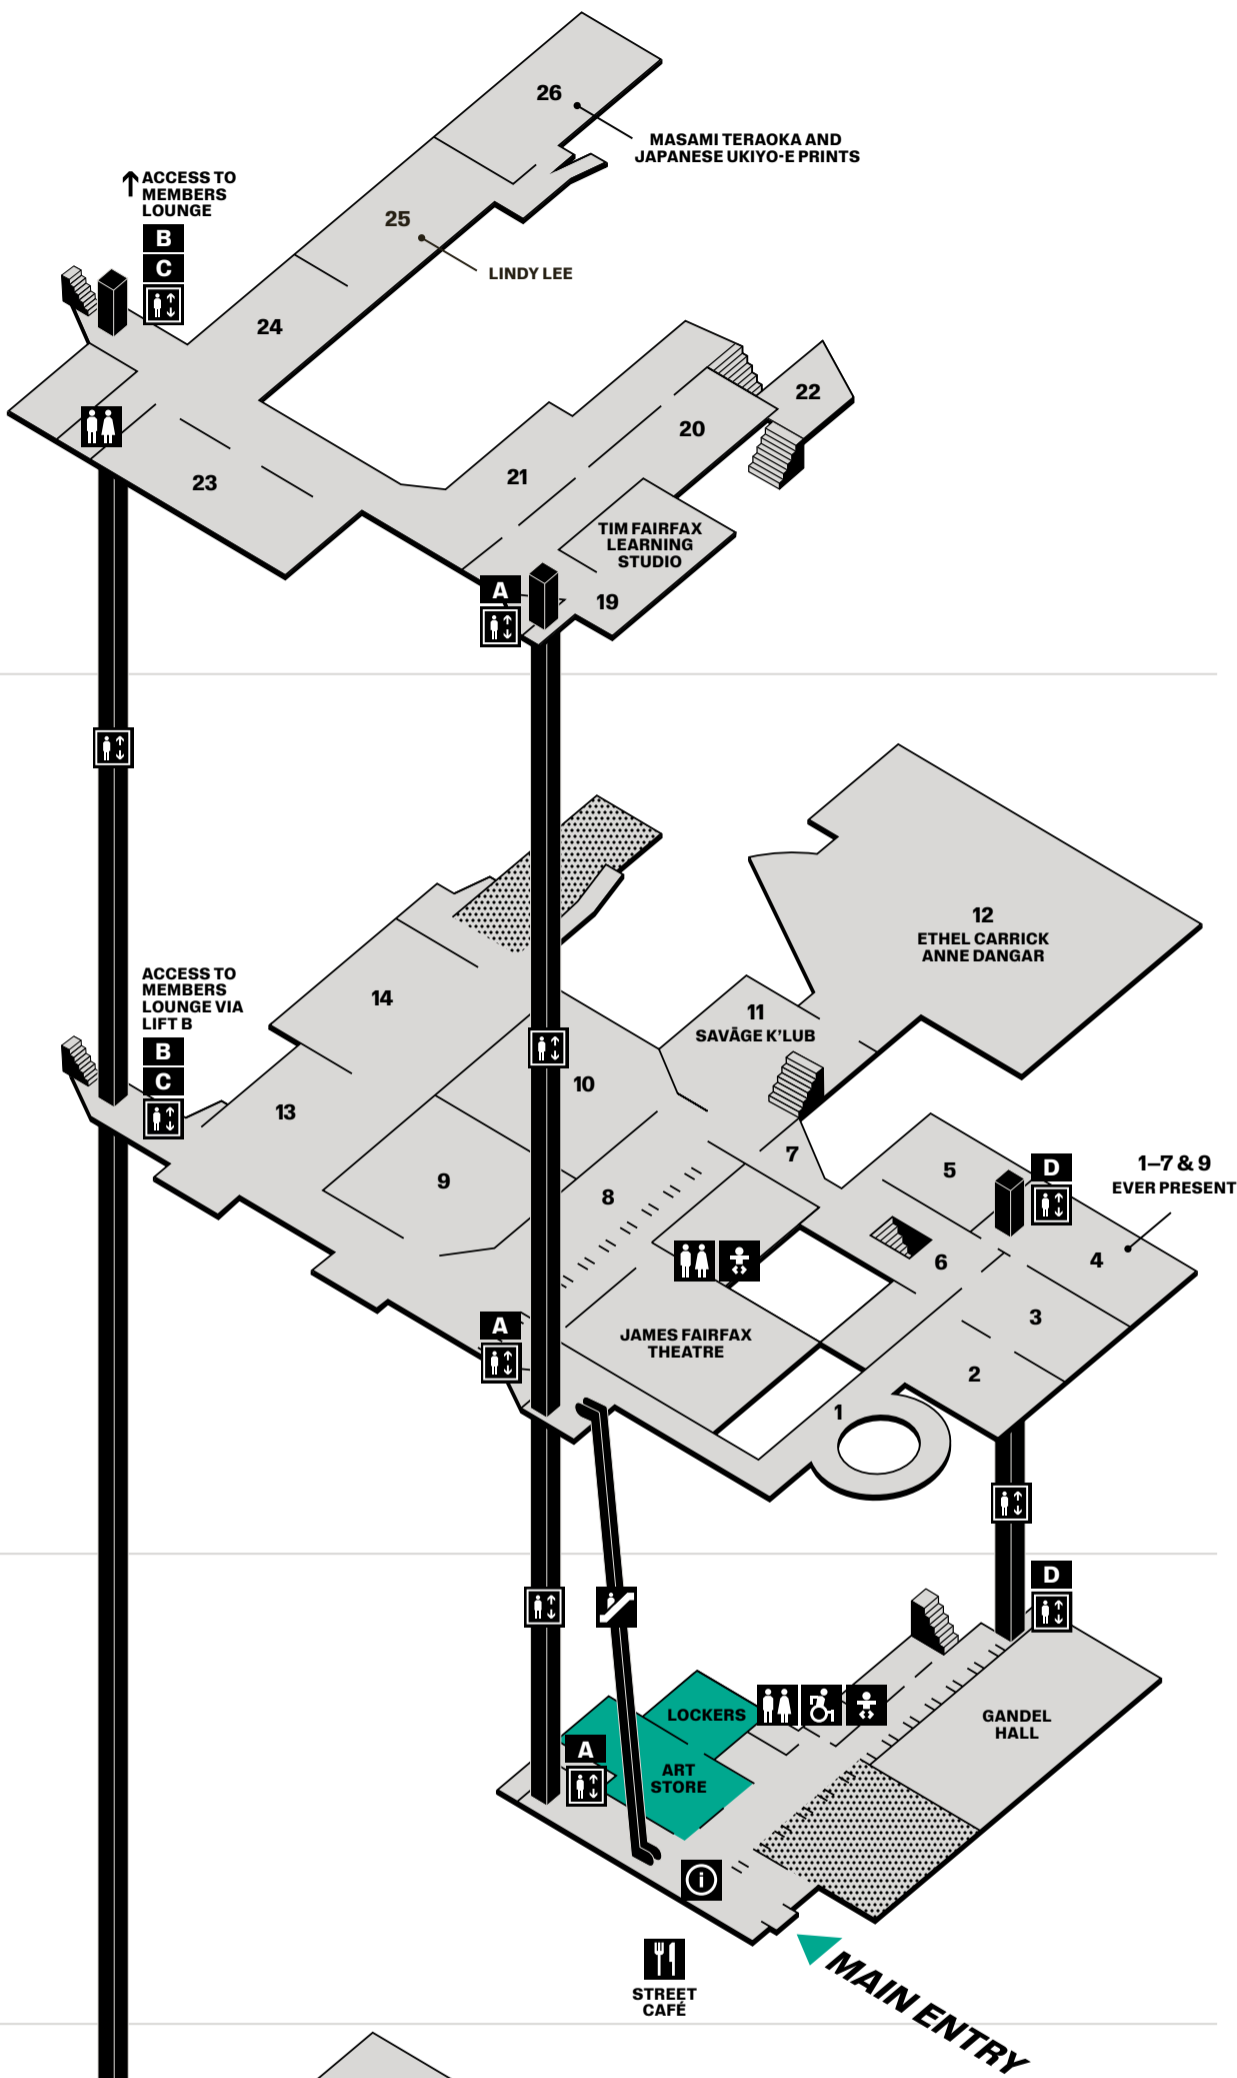 26
MASAMI TERAOKA AND
JAPANESE UKIYO-E PRINTS
ACCESS TO
MEMBERS
LOUNGE
B
C
25
LINDY LEE
24
22
20
21
23
TIM FAIRFAX
LEARNING
STUDIO
A
19
12
ETHEL CARRICK
ANNE DANGAR
ACCESS TO
MEMBERS
LOUNGE VIA
LIFT B
B
C
14
11
SAVĀGE K'LUB
10
13
7
5
D
1–7 & 9
EVER PRESENT
9
8
6
4
A
JAMES FAIRFAX
THEATRE
3
2
1
D
LOCKERS
GANDEL
HALL
A
ART
STORE
i
STREET
CAFÉ
MAIN ENTRY